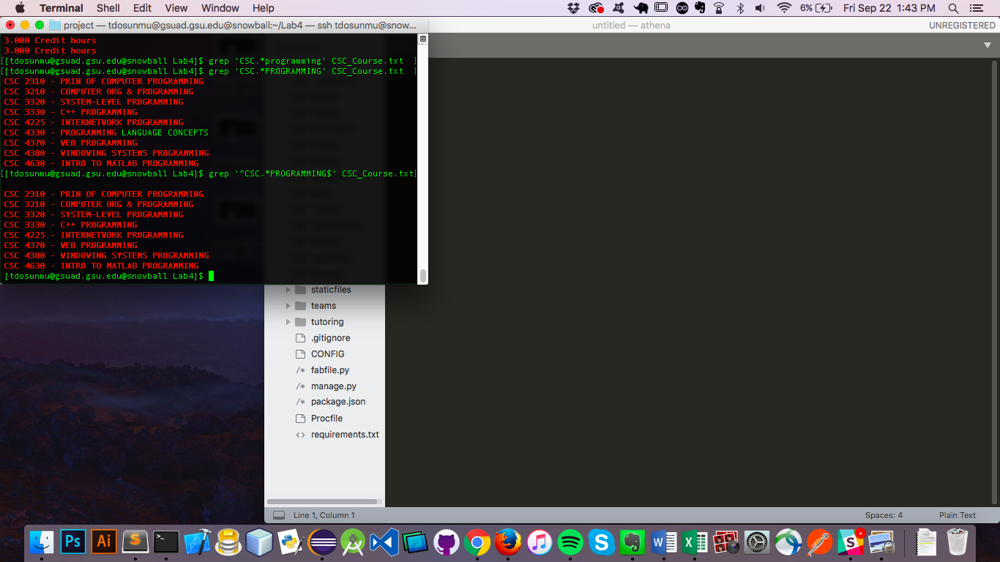 Terminal Shell Edit View Window Help 6% Fri Sep 22 1:43 PM
project — tdosunmu@gsuad.gsu.edu@snowball:~/Lab4 — ssh tdosunmu@snow...
untitled — athena UNREGISTERED
3.000 Credit hours
3.000 Credit hours
[[tdosunmu@gsuad.gsu.edu@snowball Lab4]$ grep 'CSC.*programming' CSC_Course.txt ]
[[tdosunmu@gsuad.gsu.edu@snowball Lab4]$ grep 'CSC.*PROGRAMMING' CSC_Course.txt ]
CSC 2310 - PRIN OF COMPUTER PROGRAMMING
CSC 3210 - COMPUTER ORG & PROGRAMMING
CSC 3320 - SYSTEM-LEVEL PROGRAMMING
CSC 3330 - C++ PROGRAMMING
CSC 4225 - INTERNETWORK PROGRAMMING
CSC 4330 - PROGRAMMING LANGUAGE CONCEPTS
CSC 4370 - WEB PROGRAMMING
CSC 4380 - WINDOWING SYSTEMS PROGRAMMING
CSC 4630 - INTRO TO MATLAB PROGRAMMING
[[tdosunmu@gsuad.gsu.edu@snowball Lab4]$ grep '^CSC.*PROGRAMMING$' CSC_Course.txt]
CSC 2310 - PRIN OF COMPUTER PROGRAMMING
CSC 3210 - COMPUTER ORG & PROGRAMMING
CSC 3320 - SYSTEM-LEVEL PROGRAMMING
CSC 3330 - C++ PROGRAMMING
CSC 4225 - INTERNETWORK PROGRAMMING
CSC 4370 - WEB PROGRAMMING
CSC 4380 - WINDOWING SYSTEMS PROGRAMMING
CSC 4630 - INTRO TO MATLAB PROGRAMMING
[tdosunmu@gsuad.gsu.edu@snowball Lab4]$
staticfiles
teams
tutoring
.gitignore
CONFIG
/* fabfile.py
/* manage.py
/* package.json
Procfile
<> requirements.txt
Line 1, Column 1 Spaces: 4 Plain Text
Ps Ai S >_ S W X S